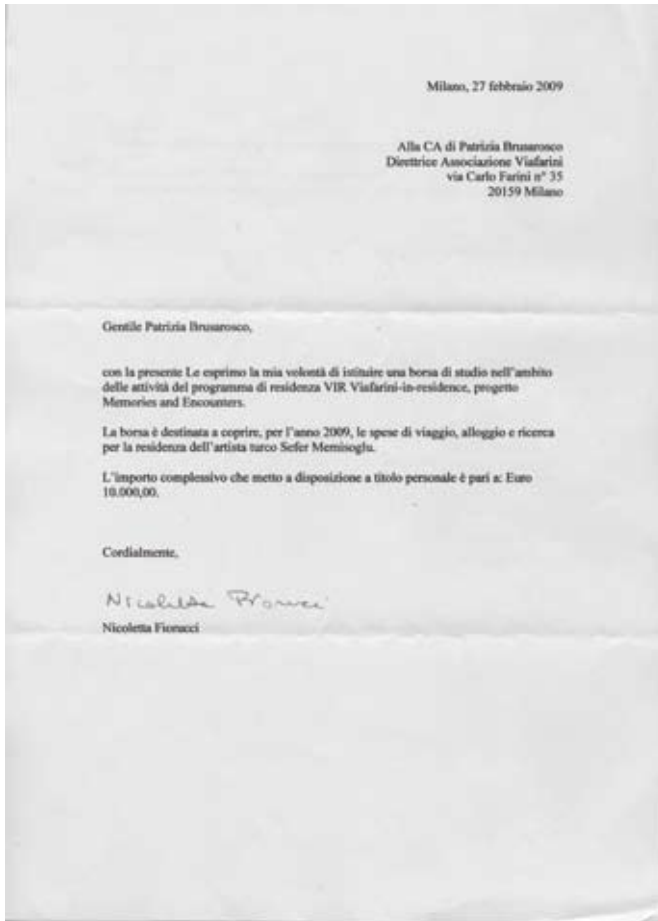 Milano, 27 febbraio 2009
Alla CA di Patrizia Brusarosco
Direttrice Associazione Viafarini
via Carlo Farini n° 35
20159 Milano
Gentile Patrizia Brusarosco,
con la presente Le esprimo la mia volontà di istituire una borsa di studio nell'ambito
delle attività del programma di residenza VIR Viafarini-in-residence, progetto
Memories and Encounters.
La borsa è destinata a coprire, per l'anno 2009, le spese di viaggio, alloggio e ricerca
per la residenza dell'artista turco Sefer Memisoglu.
L'importo complessivo che metto a disposizione a titolo personale è pari a: Euro
10.000,00.
Cordialmente,
Nicoletta Fiorucci
Nicoletta Fiorucci